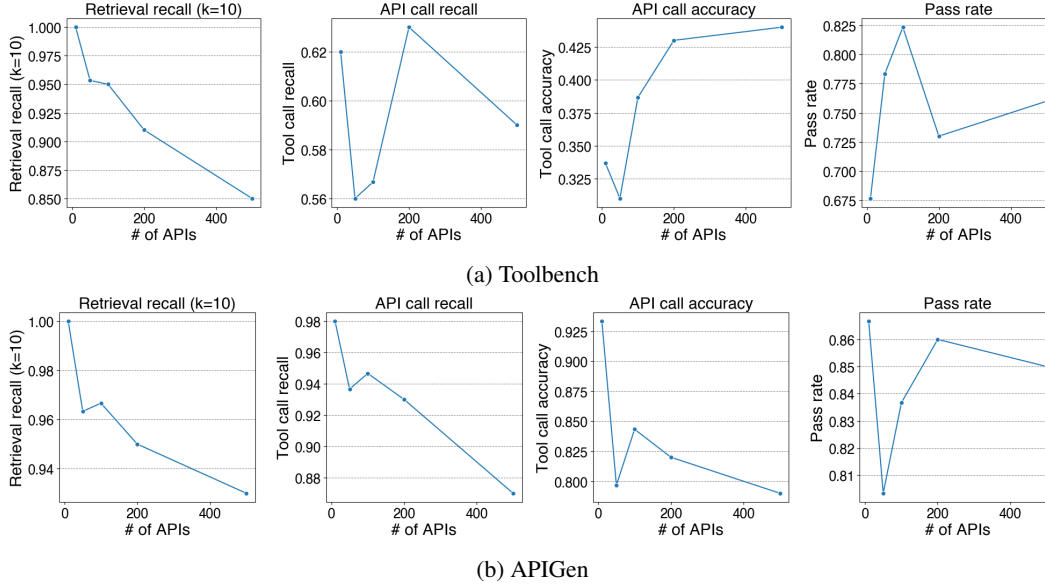 Retrieval recall (k=10)
API call recall
API call accuracy
Pass rate
Retrieval recall (k=10)
1.000
0.975
0.950
0.925
0.900
0.875
0.850
0 200 400
# of APIs
Tool call recall
0.62
0.60
0.58
0.56
0 200 400
# of APIs
Tool call accuracy
0.425
0.400
0.375
0.350
0.325
0 200 400
# of APIs
Pass rate
0.825
0.800
0.775
0.750
0.725
0.700
0.675
0 200 400
# of APIs
(a) Toolbench
Retrieval recall (k=10)
API call recall
API call accuracy
Pass rate
Retrieval recall (k=10)
1.00
0.98
0.96
0.94
0 200 400
# of APIs
Tool call recall
0.98
0.96
0.94
0.92
0.90
0.88
0 200 400
# of APIs
Tool call accuracy
0.925
0.900
0.875
0.850
0.825
0.800
0 200 400
# of APIs
Pass rate
0.86
0.85
0.84
0.83
0.82
0.81
0 200 400
# of APIs
(b) APIGen